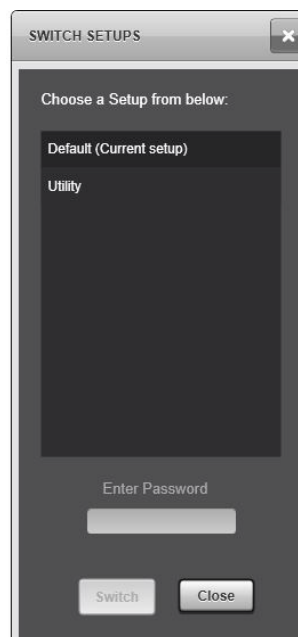 SWITCH SETUPS
Choose a Setup from below:
Default (Current setup)
Utility
Enter Password
Switch
Close